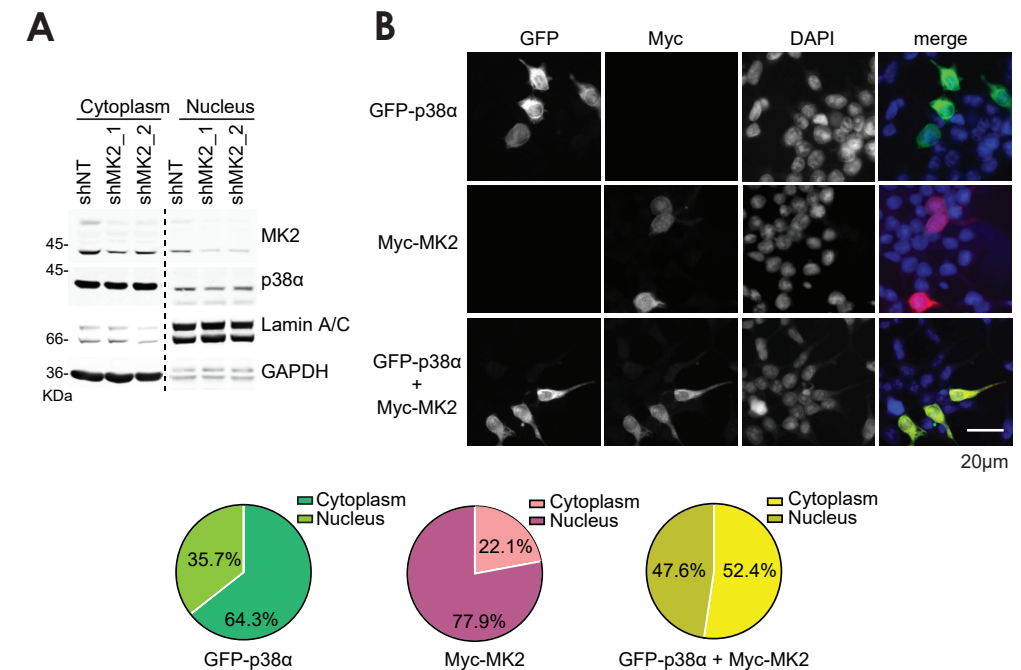 A
Cytoplasm Nucleus
shNT
shMK2_1
shMK2_2
shNT
shMK2_1
shMK2_2
45-
MK2
45-
p38α
Lamin A/C
66-
36-
GAPDH
KDa
B
GFP Myc DAPI merge
GFP-p38α
Myc-MK2
GFP-p38α
+
Myc-MK2
20μm
Cytoplasm
Nucleus
35.7%
64.3%
GFP-p38α
Cytoplasm
Nucleus
22.1%
77.9%
Myc-MK2
Cytoplasm
Nucleus
47.6% 52.4%
GFP-p38α + Myc-MK2